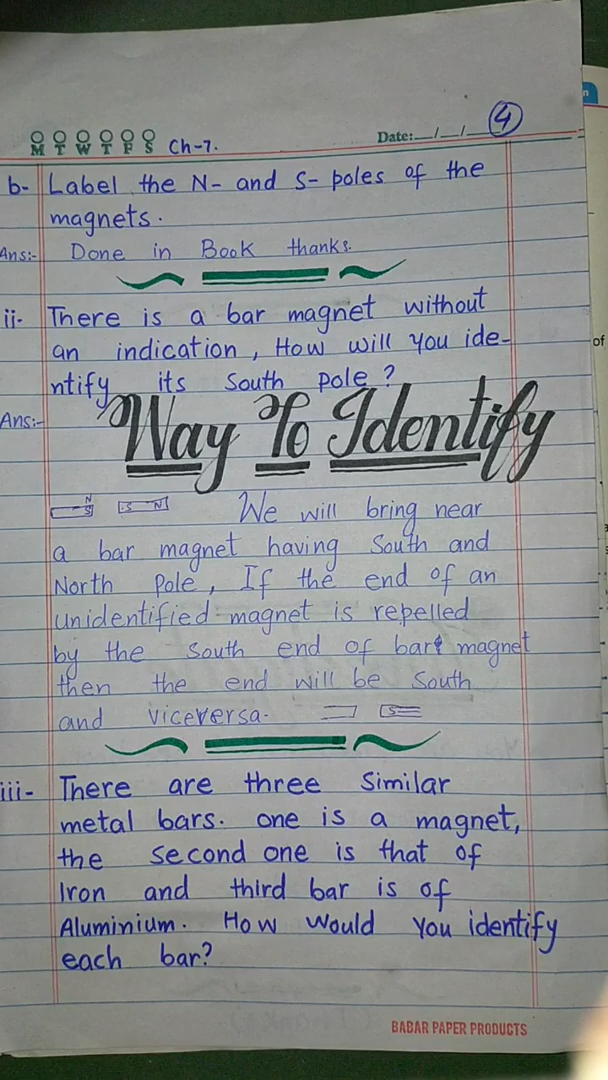 4
M T W T F S Ch-7. Date:__/__/__
b- Label the N- and S- poles of the
magnets.
Ans:- Done in Book thanks.
ii- There is a bar magnet without
an indication, How will you ide-
ntify its South pole?
Ans:- Way To Identify
N
S S N We will bring near
a bar magnet having South and
North Pole, If the end of an
unidentified magnet is repelled
by the South end of bar magnet
then the end will be South
and viceversa. S
iii- There are three Similar
metal bars. one is a magnet,
the second one is that of
Iron and third bar is of
Aluminium. How would you identify
each bar?
BABAR PAPER PRODUCTS
of